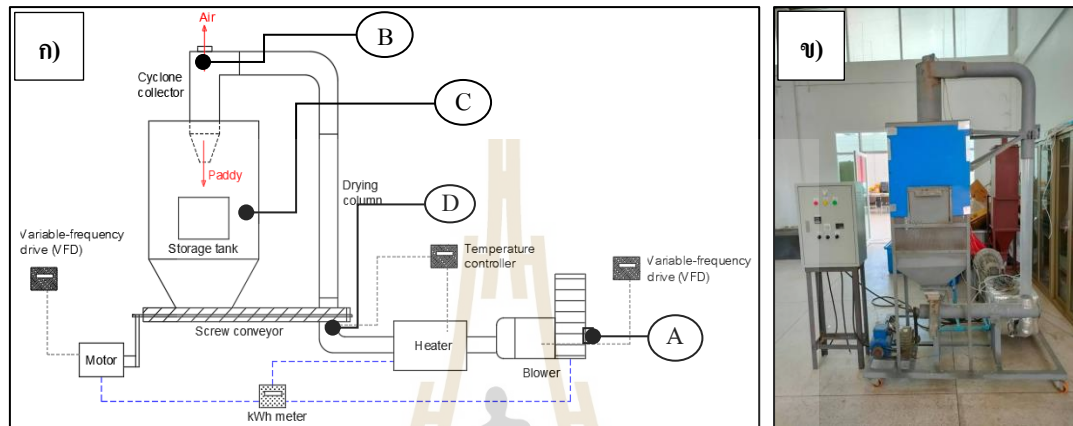 ก)
Air
B
Cyclone
collector
C
Paddy
Drying
column
D
Storage tank
Variable-frequency
drive (VFD)
Temperature
controller
Variable-frequency
drive (VFD)
Screw conveyor
A
Motor
Heater
Blower
kWh meter
ข)